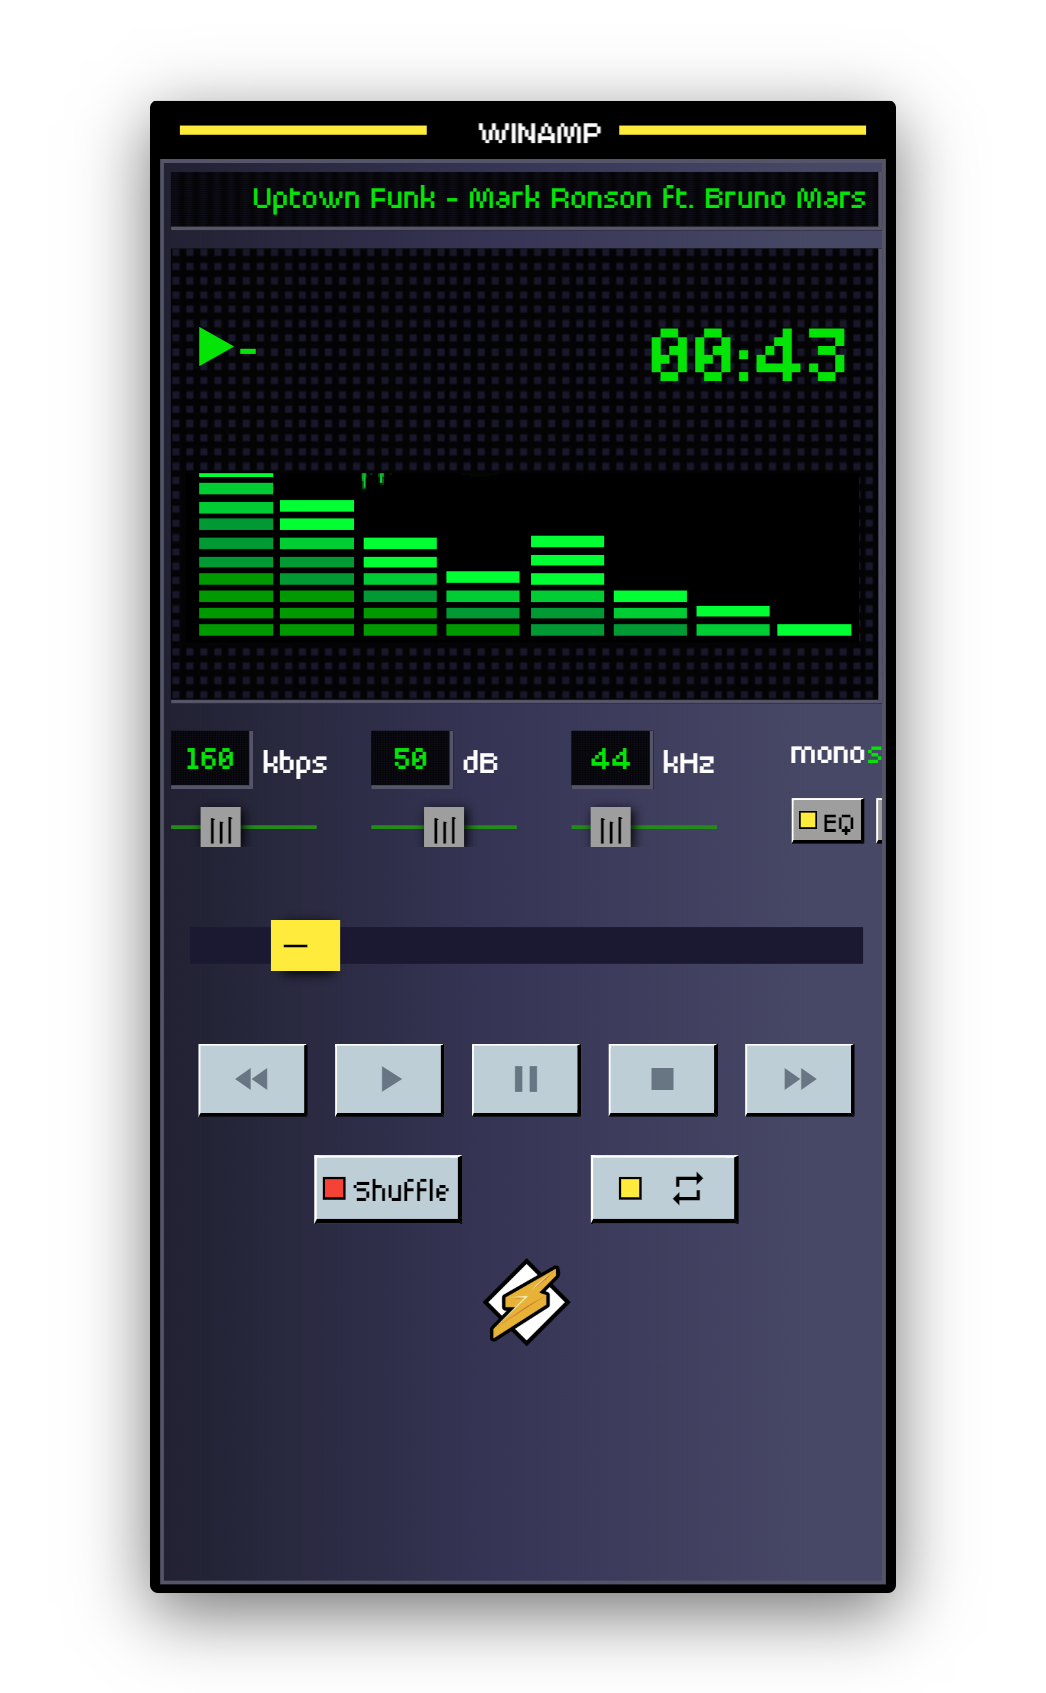 WINAMP
Uptown Funk - Mark Ronson ft. Bruno Mars
00:43
160 kbps 50 dB 44 kHz mono
EQ
Shuffle